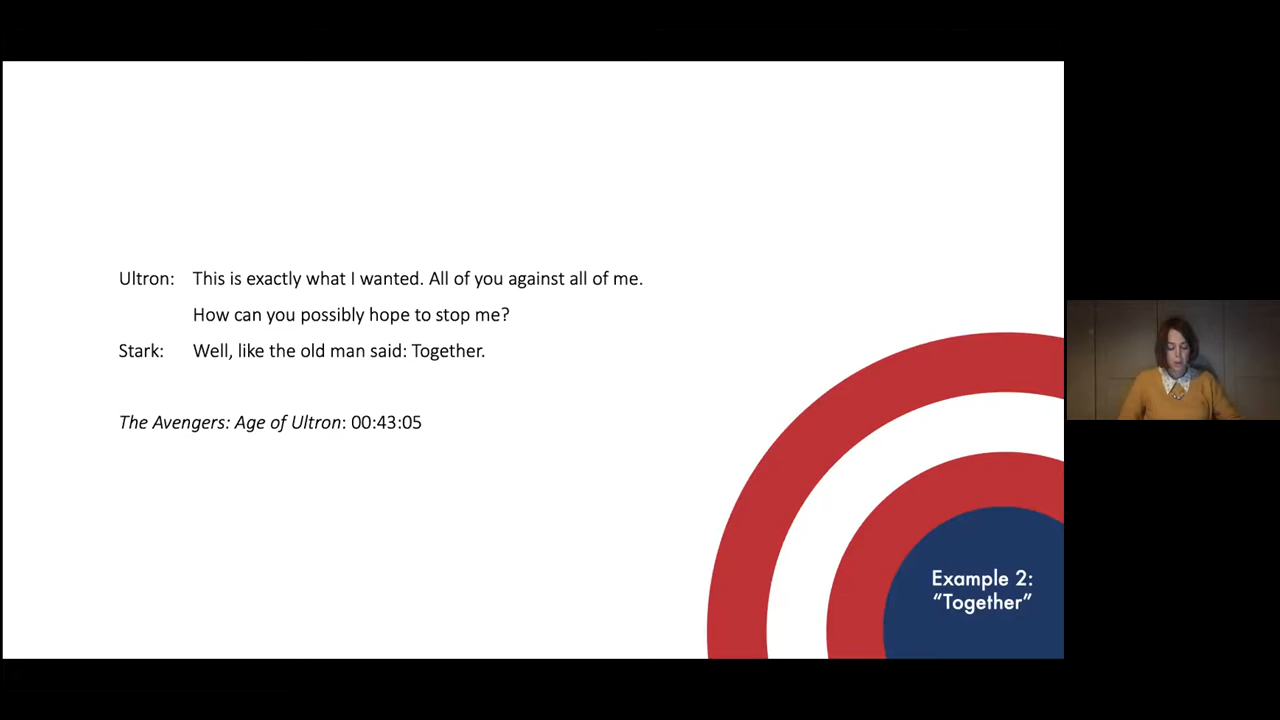 Ultron: This is exactly what I wanted. All of you against all of me.
How can you possibly hope to stop me?
Stark: Well, like the old man said: Together.
The Avengers: Age of Ultron: 00:43:05
Example 2:
“Together”